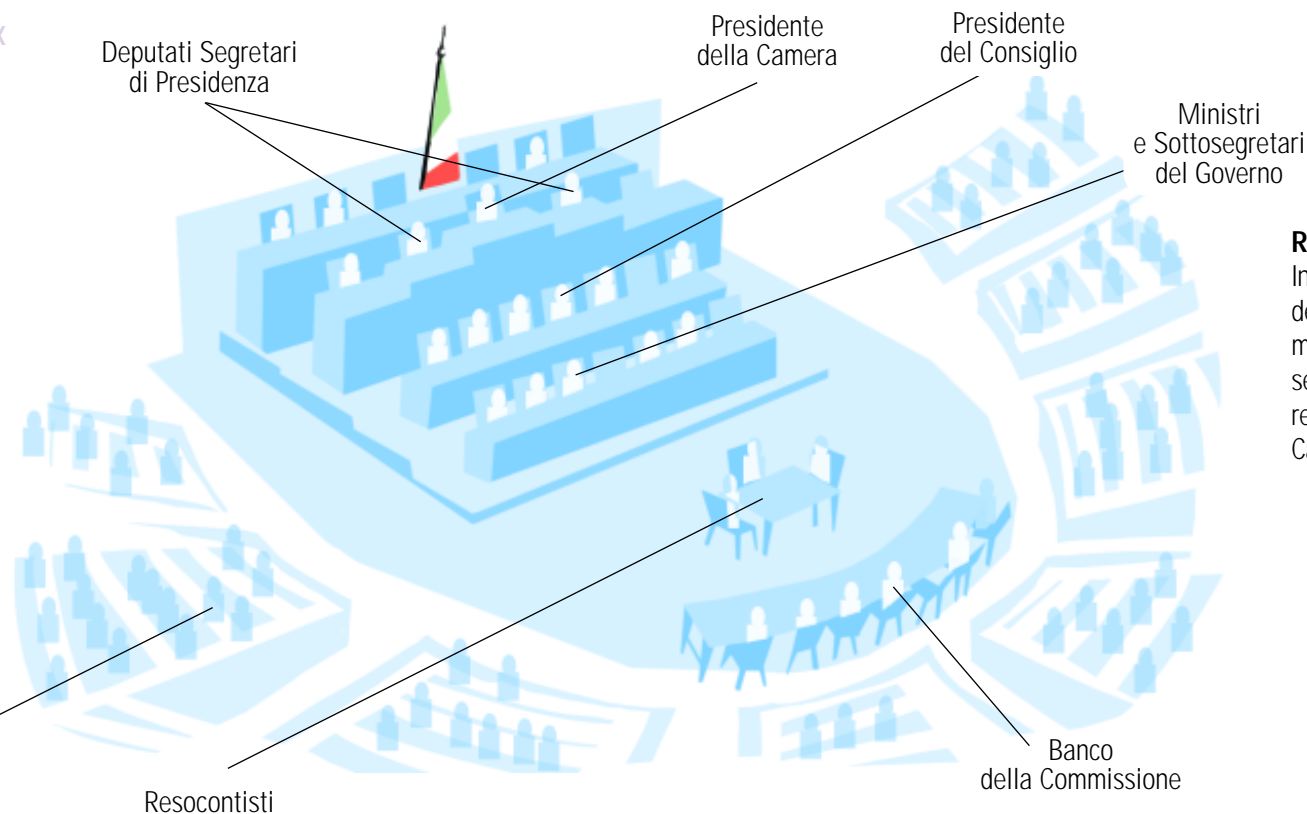 Deputati Segretari
di Presidenza
Presidente
della Camera
Presidente
del Consiglio
Ministri
e Sottosegretari
del Governo
Resocontisti
Banco
della Commissione